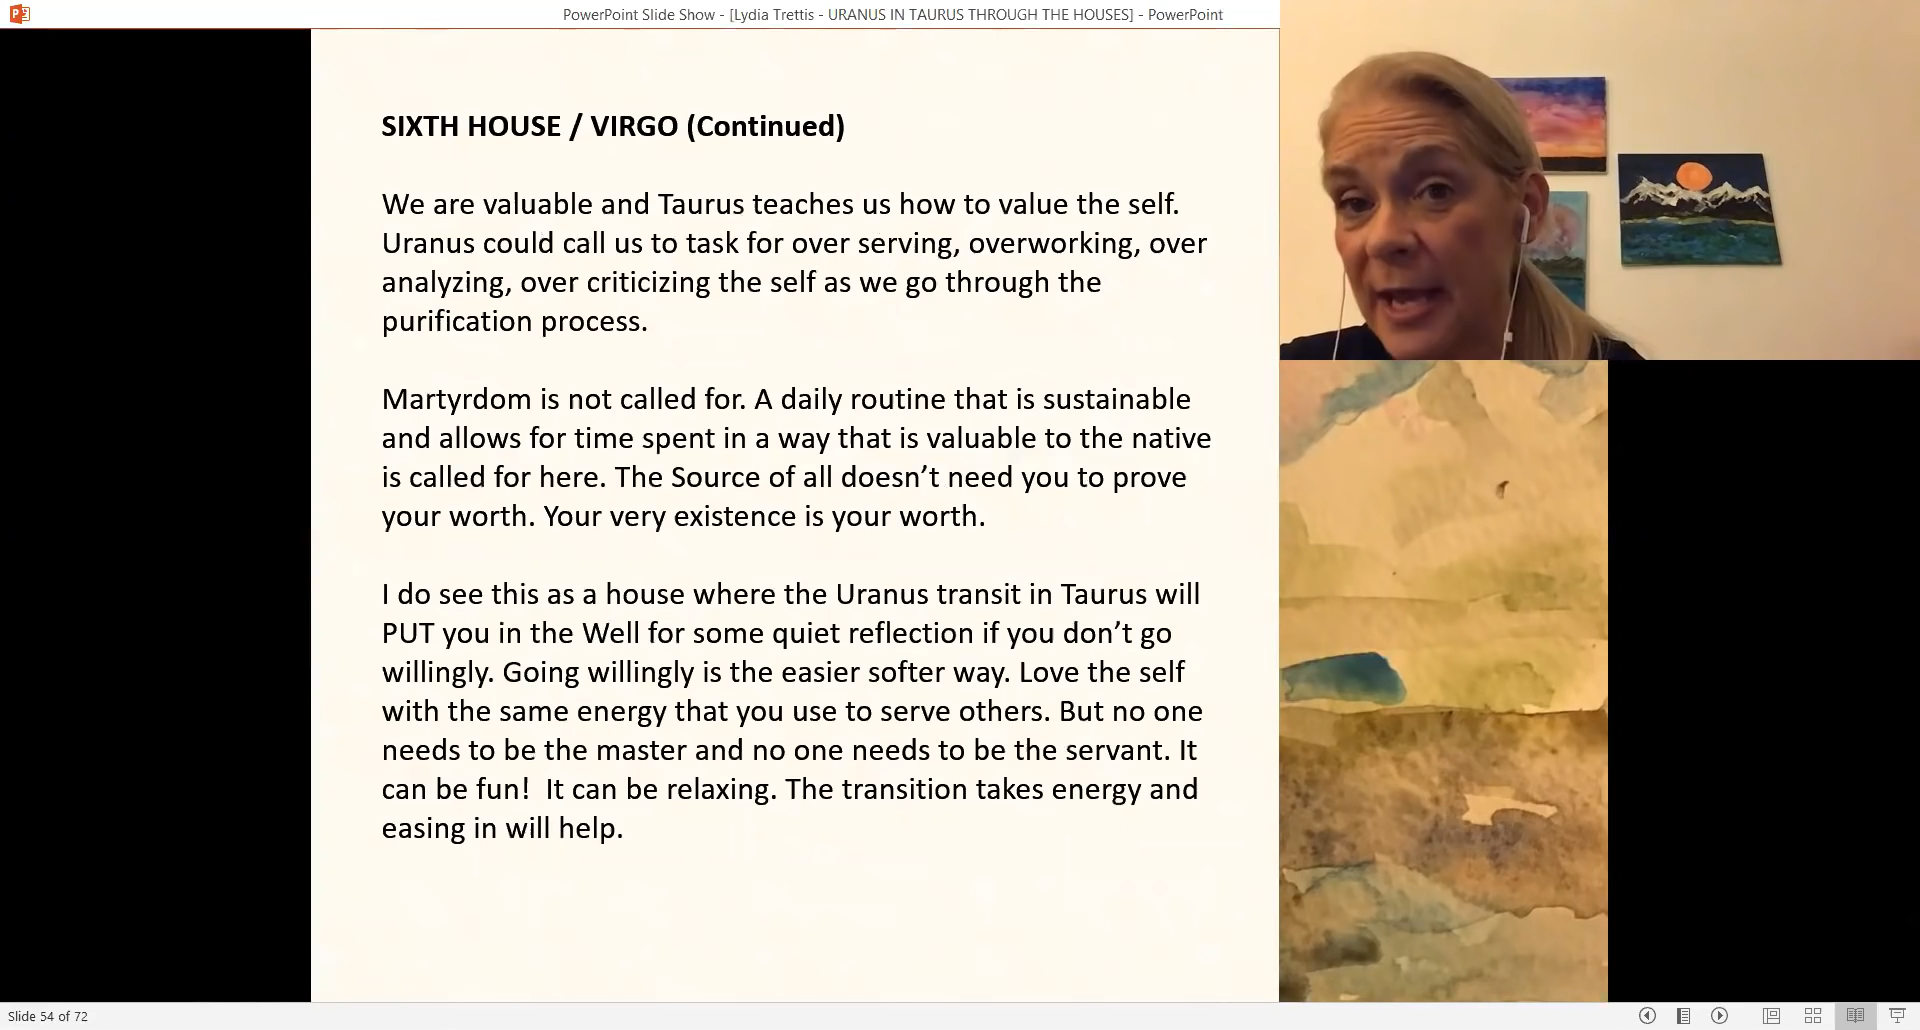 PowerPoint Slide Show - [Lydia Trettis - URANUS IN TAURUS THROUGH THE HOUSES] - PowerPoint
SIXTH HOUSE / VIRGO (Continued)
We are valuable and Taurus teaches us how to value the self.
Uranus could call us to task for over serving, overworking, over
analyzing, over criticizing the self as we go through the
purification process.
Martyrdom is not called for. A daily routine that is sustainable
and allows for time spent in a way that is valuable to the native
is called for here. The Source of all doesn’t need you to prove
your worth. Your very existence is your worth.
I do see this as a house where the Uranus transit in Taurus will
PUT you in the Well for some quiet reflection if you don’t go
willingly. Going willingly is the easier softer way. Love the self
with the same energy that you use to serve others. But no one
needs to be the master and no one needs to be the servant. It
can be fun!  It can be relaxing. The transition takes energy and
easing in will help.
Slide 54 of 72